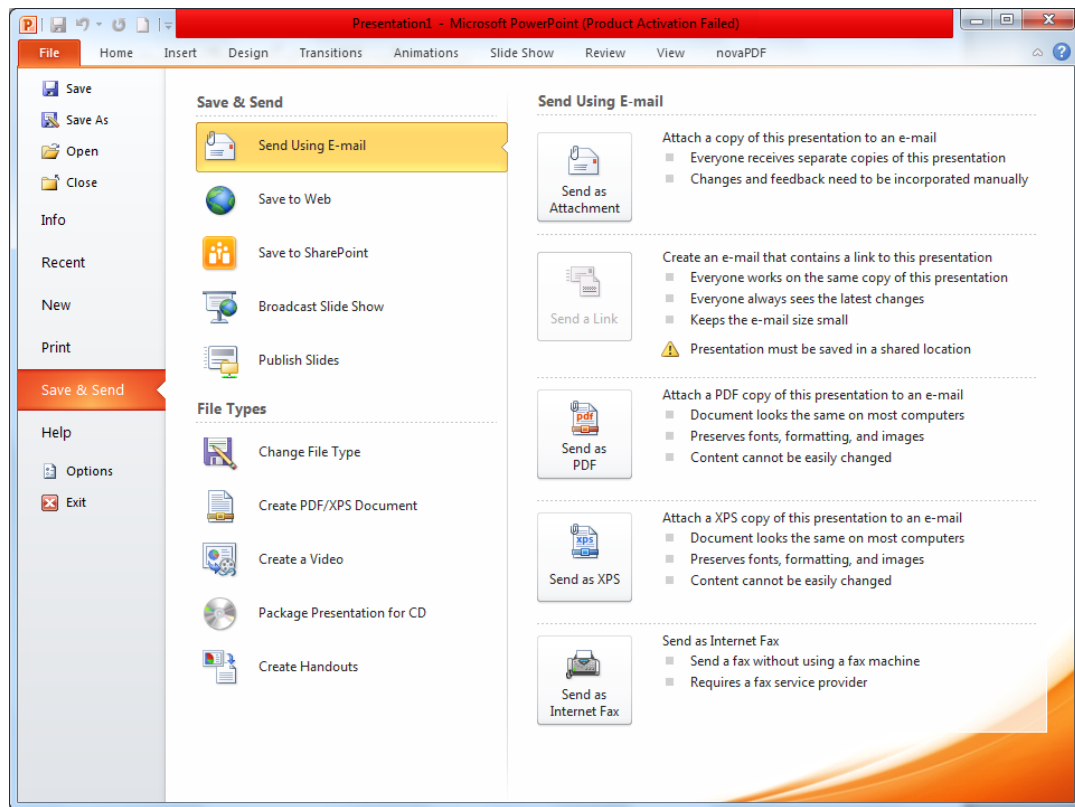 Presentation1 - Microsoft PowerPoint (Product Activation Failed)
File Home Insert Design Transitions Animations Slide Show Review View novaPDF
Save
Save As
Open
Close
Info
Recent
New
Print
Save & Send
Help
Options
Exit
Save & Send
Send Using E-mail
Save to Web
Save to SharePoint
Broadcast Slide Show
Publish Slides
File Types
Change File Type
Create PDF/XPS Document
Create a Video
Package Presentation for CD
Create Handouts
Send Using E-mail
Send as
Attachment
Attach a copy of this presentation to an e-mail
Everyone receives separate copies of this presentation
Changes and feedback need to be incorporated manually
Send a Link
Create an e-mail that contains a link to this presentation
Everyone works on the same copy of this presentation
Everyone always sees the latest changes
Keeps the e-mail size small
Presentation must be saved in a shared location
pdf
Send as
PDF
Attach a PDF copy of this presentation to an e-mail
Document looks the same on most computers
Preserves fonts, formatting, and images
Content cannot be easily changed
xps
Send as XPS
Attach a XPS copy of this presentation to an e-mail
Document looks the same on most computers
Preserves fonts, formatting, and images
Content cannot be easily changed
Send as
Internet Fax
Send as Internet Fax
Send a fax without using a fax machine
Requires a fax service provider